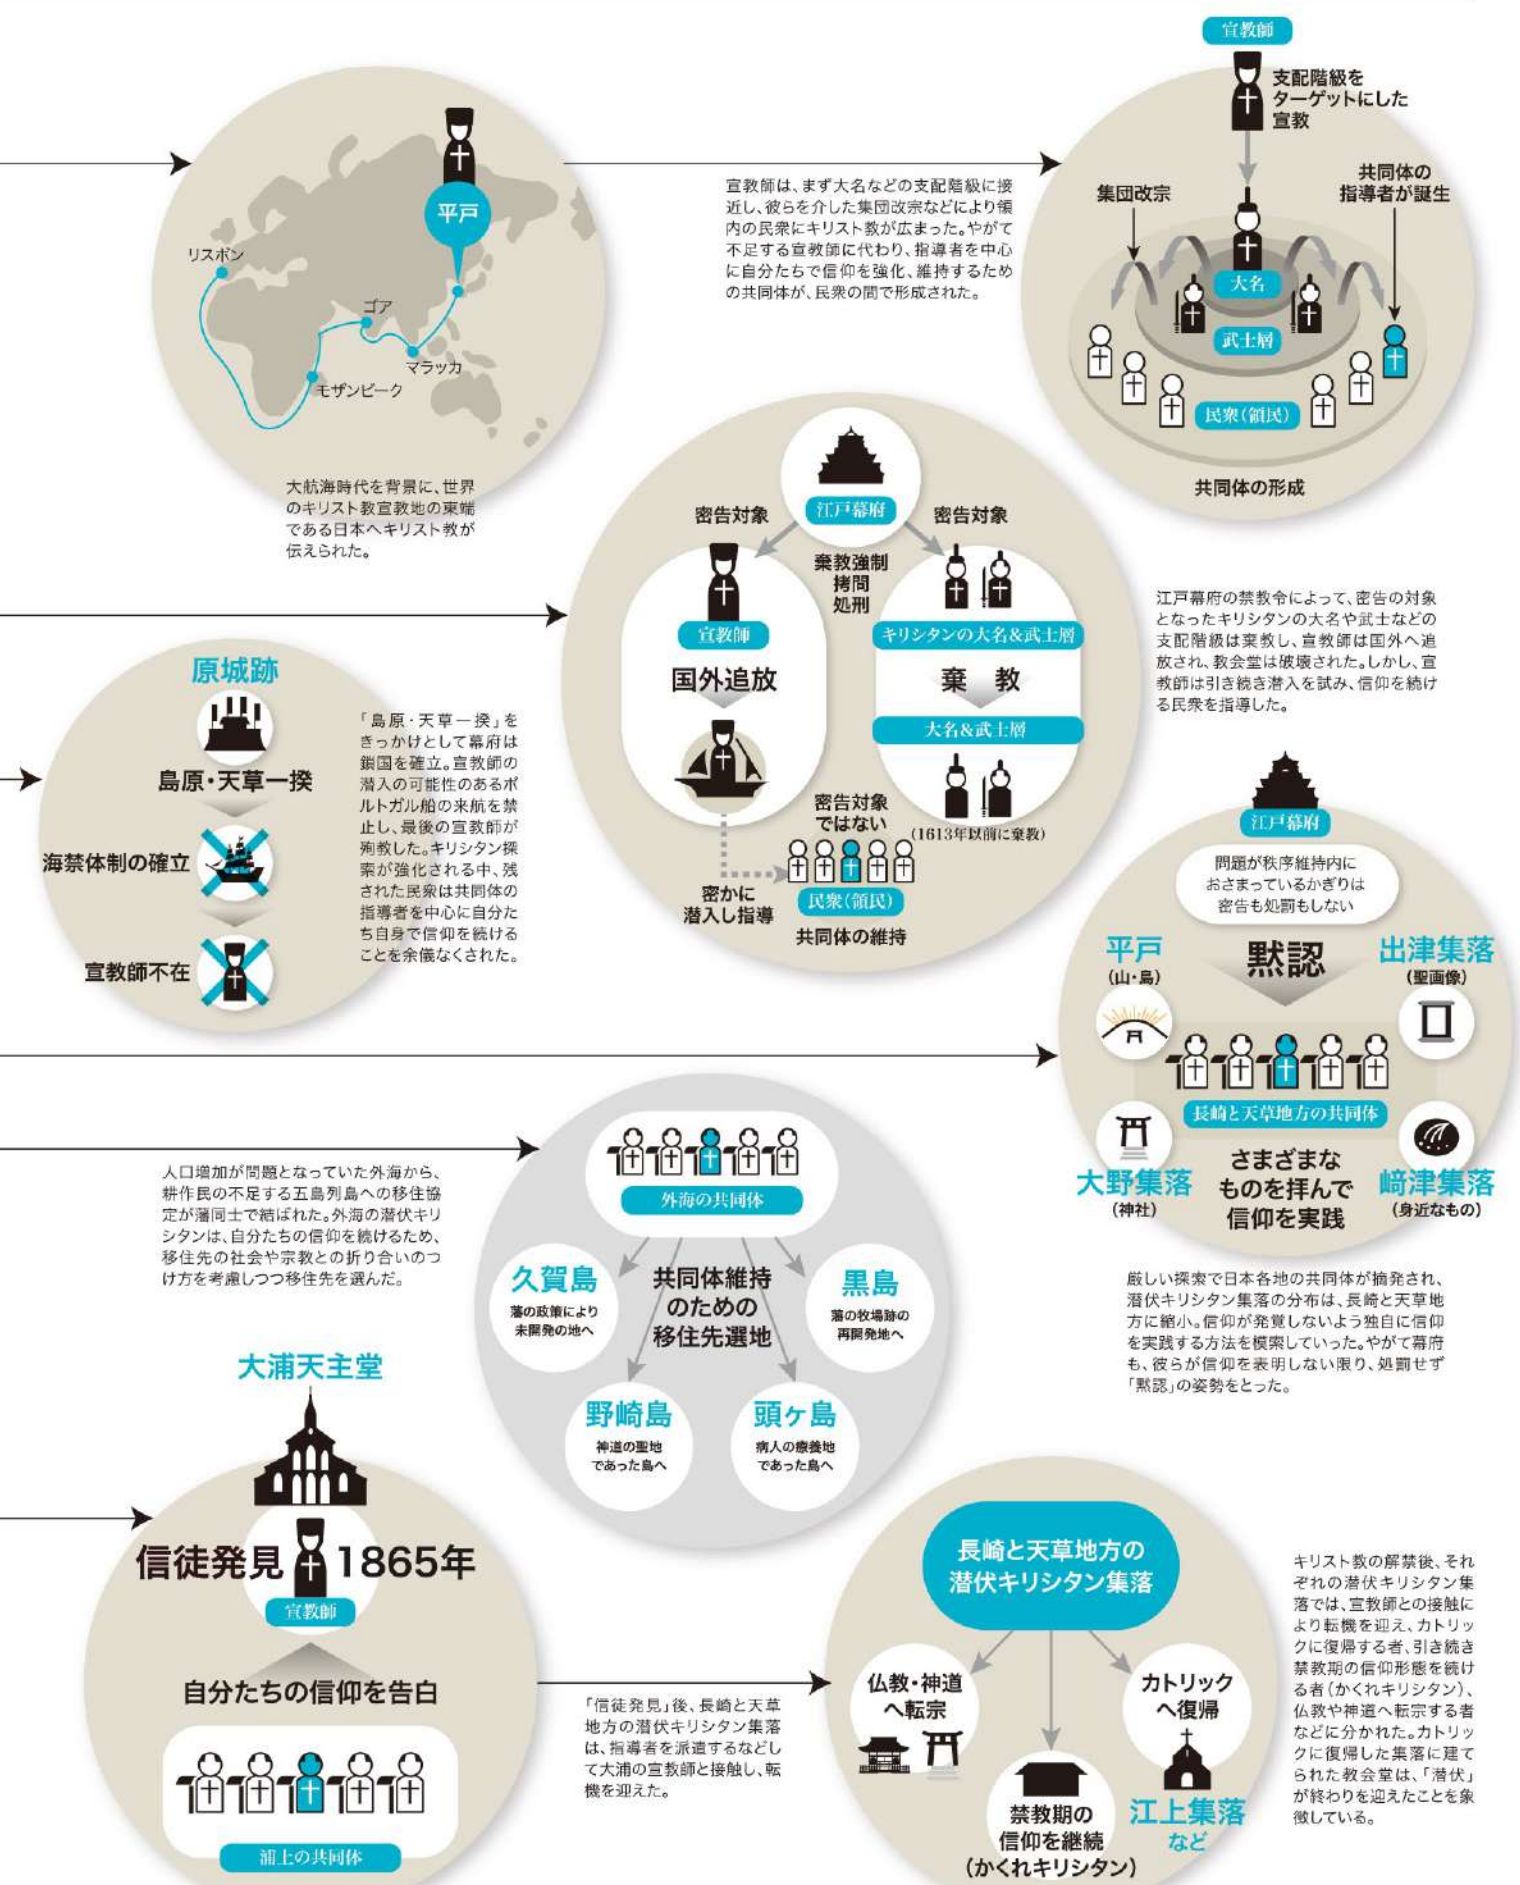 平戸
リスボン
ゴア
マラッカ
モザンビーク
大航海時代を背景に、世界
のキリスト教宣教地の東端
である日本へキリスト教が
伝えられた。
宣教師は、まず大名などの支配階級に接
近し、彼らを介した集団改宗などにより領
内の民衆にキリスト教が広まった。やがて
不足する宣教師に代わり、指導者を中心
に自分たちで信仰を強化、維持するため
の共同体が、民衆の間で形成された。
宣教師
支配階級を
ターゲットにした
宣教
集団改宗
共同体の
指導者が誕生
大名
武士層
民衆(領民)
共同体の形成
原城跡
島原・天草一揆
海禁体制の確立
宣教師不在
「島原・天草一揆」を
きっかけとして幕府は
鎖国を確立。宣教師の
潜入の可能性のあるポ
ルトガル船の来航を禁
止し、最後の宣教師が
殉教した。キリシタン探
索が強化される中、残
された民衆は共同体の
指導者を中心に自分た
ち自身で信仰を続ける
ことを余儀なくされた。
江戸幕府
密告対象
密告対象
棄教強制
拷問
処刑
宣教師
国外追放
キリシタンの大名&武士層
棄 教
大名&武士層
(1613年以前に棄教)
密告対象
ではない
密かに
潜入し指導
民衆(領民)
共同体の維持
江戸幕府の禁教令によって、密告の対象
となったキリシタンの大名や武士などの
支配階級は棄教し、宣教師は国外へ追
放され、教会堂は破壊された。しかし、宣
教師は引き続き潜入を試み、信仰を続け
る民衆を指導した。
江戸幕府
問題が秩序維持内に
おさまっているかぎりは
密告も処罰もしない
黙認
平戸
(山・島)
出津集落
(聖画像)
長崎と天草地方の共同体
大野集落
(神社)
さまざまな
ものを拝んで
信仰を実践
﨑津集落
(身近なもの)
厳しい探索で日本各地の共同体が摘発され、
潜伏キリシタン集落の分布は、長崎と天草地
方に縮小。信仰が発覚しないよう独自に信仰
を実践する方法を模索していった。やがて幕府
も、彼らが信仰を表明しない限り、処罰せず
「黙認」の姿勢をとった。
人口増加が問題となっていた外海から、
耕作民の不足する五島列島への移住協
定が藩同士で結ばれた。外海の潜伏キリ
シタンは、自分たちの信仰を続けるため、
移住先の社会や宗教との折り合いのつ
け方を考慮しつつ移住先を選んだ。
外海の共同体
久賀島
藩の政策により
未開発の地へ
共同体維持
のための
移住先選地
黒島
藩の牧場跡の
再開発地へ
野崎島
神道の聖地
であった島へ
頭ヶ島
病人の療養地
であった島へ
大浦天主堂
信徒発見
1865年
宣教師
自分たちの信仰を告白
浦上の共同体
「信徒発見」後、長崎と天草
地方の潜伏キリシタン集落
は、指導者を派遣するなどし
て大浦の宣教師と接触し、転
機を迎えた。
長崎と天草地方の
潜伏キリシタン集落
仏教・神道
へ転宗
カトリック
へ復帰
禁教期の
信仰を継続
(かくれキリシタン)
江上集落
など
キリスト教の解禁後、それ
ぞれの潜伏キリシタン集
落では、宣教師との接触に
より転機を迎え、カトリッ
クに復帰する者、引き続き
禁教期の信仰形態を続け
る者(かくれキリシタン)、
仏教や神道へ転宗する者
などに分かれた。カトリッ
クに復帰した集落に建て
られた教会堂は、「潜伏」
が終わりを迎えたことを象
徴している。